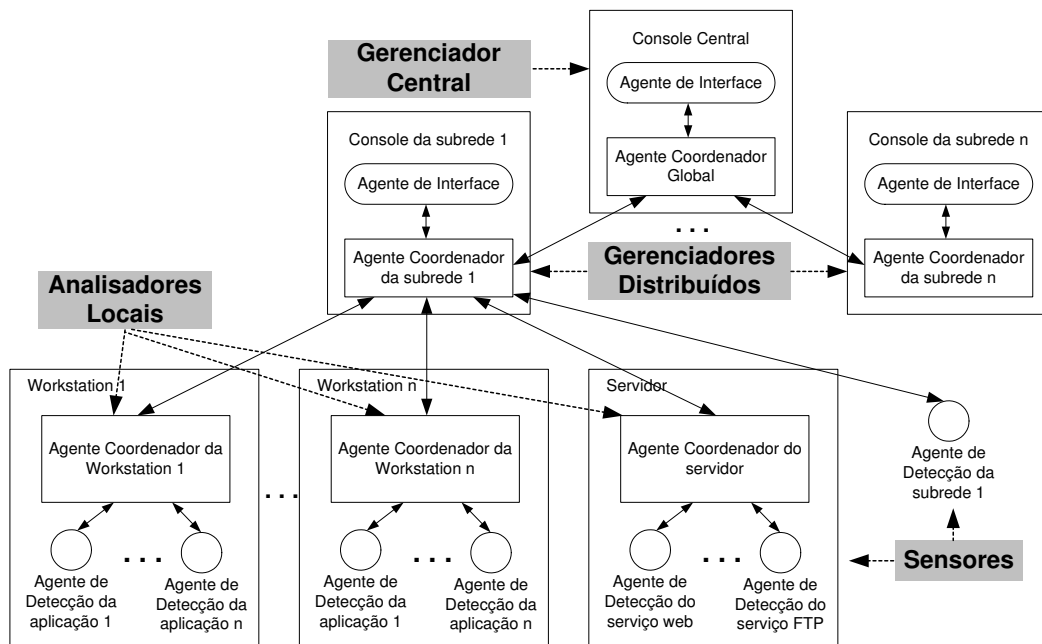 Gerenciador
Central
Console Central
Agente de Interface
Agente Coordenador
Global
Console da subrede 1
Agente de Interface
Agente Coordenador
da subrede 1
Console da subrede n
Agente de Interface
Agente Coordenador
da subrede n
. . .
Gerenciadores
Distribuídos
Analisadores
Locais
Workstation 1
Agente Coordenador da
Workstation 1
. . .
Agente de
Detecção da
aplicação 1
Agente de
Detecção da
aplicação n
. . .
Workstation n
Agente Coordenador da
Workstation n
. . .
Agente de
Detecção da
aplicação 1
Agente de
Detecção da
aplicação n
Servidor
Agente Coordenador do
servidor
. . .
Agente de
Detecção do
serviço web
Agente de
Detecção do
serviço FTP
Agente de
Detecção da
subrede 1
Sensores